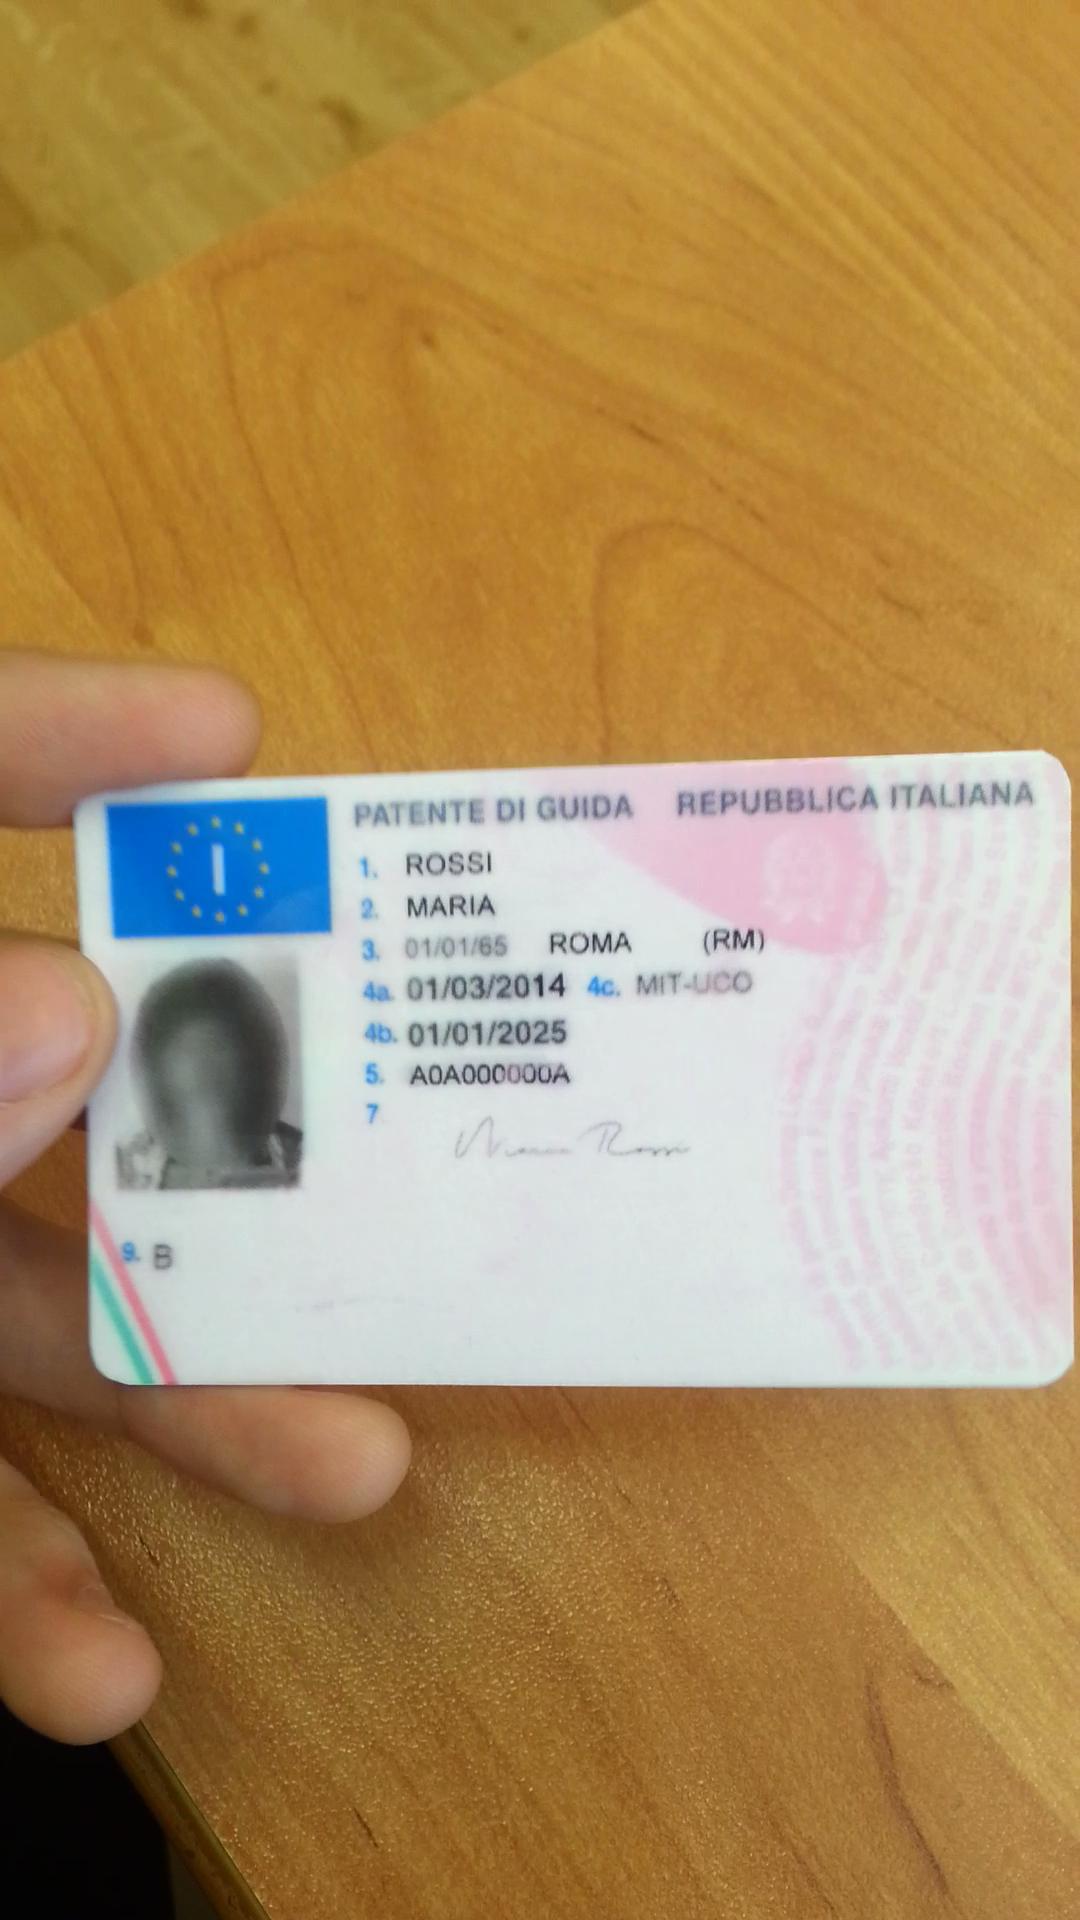 PATENTE DI GUIDA REPUBBLICA ITALIANA
I
1. ROSSI
2. MARIA
3. 01/01/65 ROMA (RM)
4a. 01/03/2014 4c. MIT-UCO
4b. 01/01/2025
5. A0A000000A
7
Maria Rossi
9. B